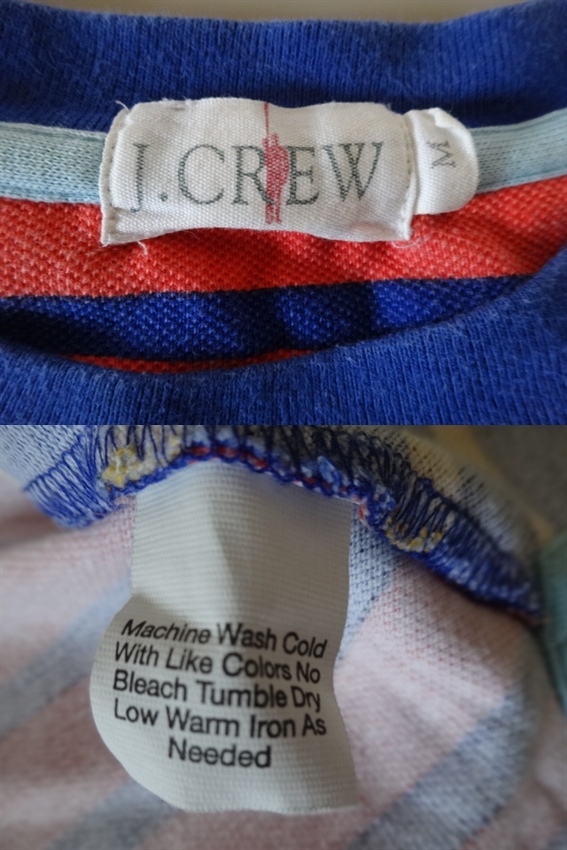 J.CREW
M
Machine Wash Cold
With Like Colors No
Bleach Tumble Dry
Low Warm Iron As
Needed